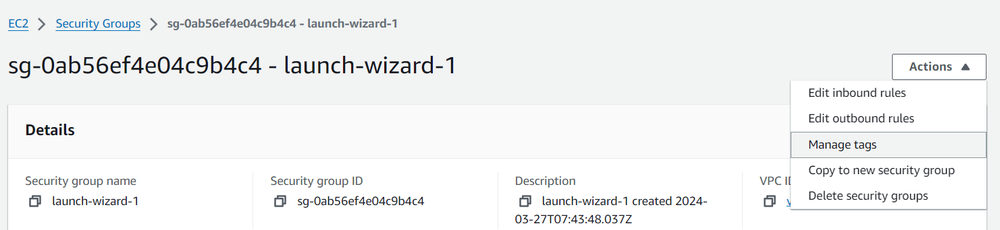 EC2 > Security Groups > sg-0ab56ef4e04c9b4c4 - launch-wizard-1
sg-0ab56ef4e04c9b4c4 - launch-wizard-1
Actions
Edit inbound rules
Edit outbound rules
Manage tags
Copy to new security group
Delete security groups
Details
Security group name
launch-wizard-1
Security group ID
sg-0ab56ef4e04c9b4c4
Description
launch-wizard-1 created 2024-
03-27T07:43:48.037Z
VPC